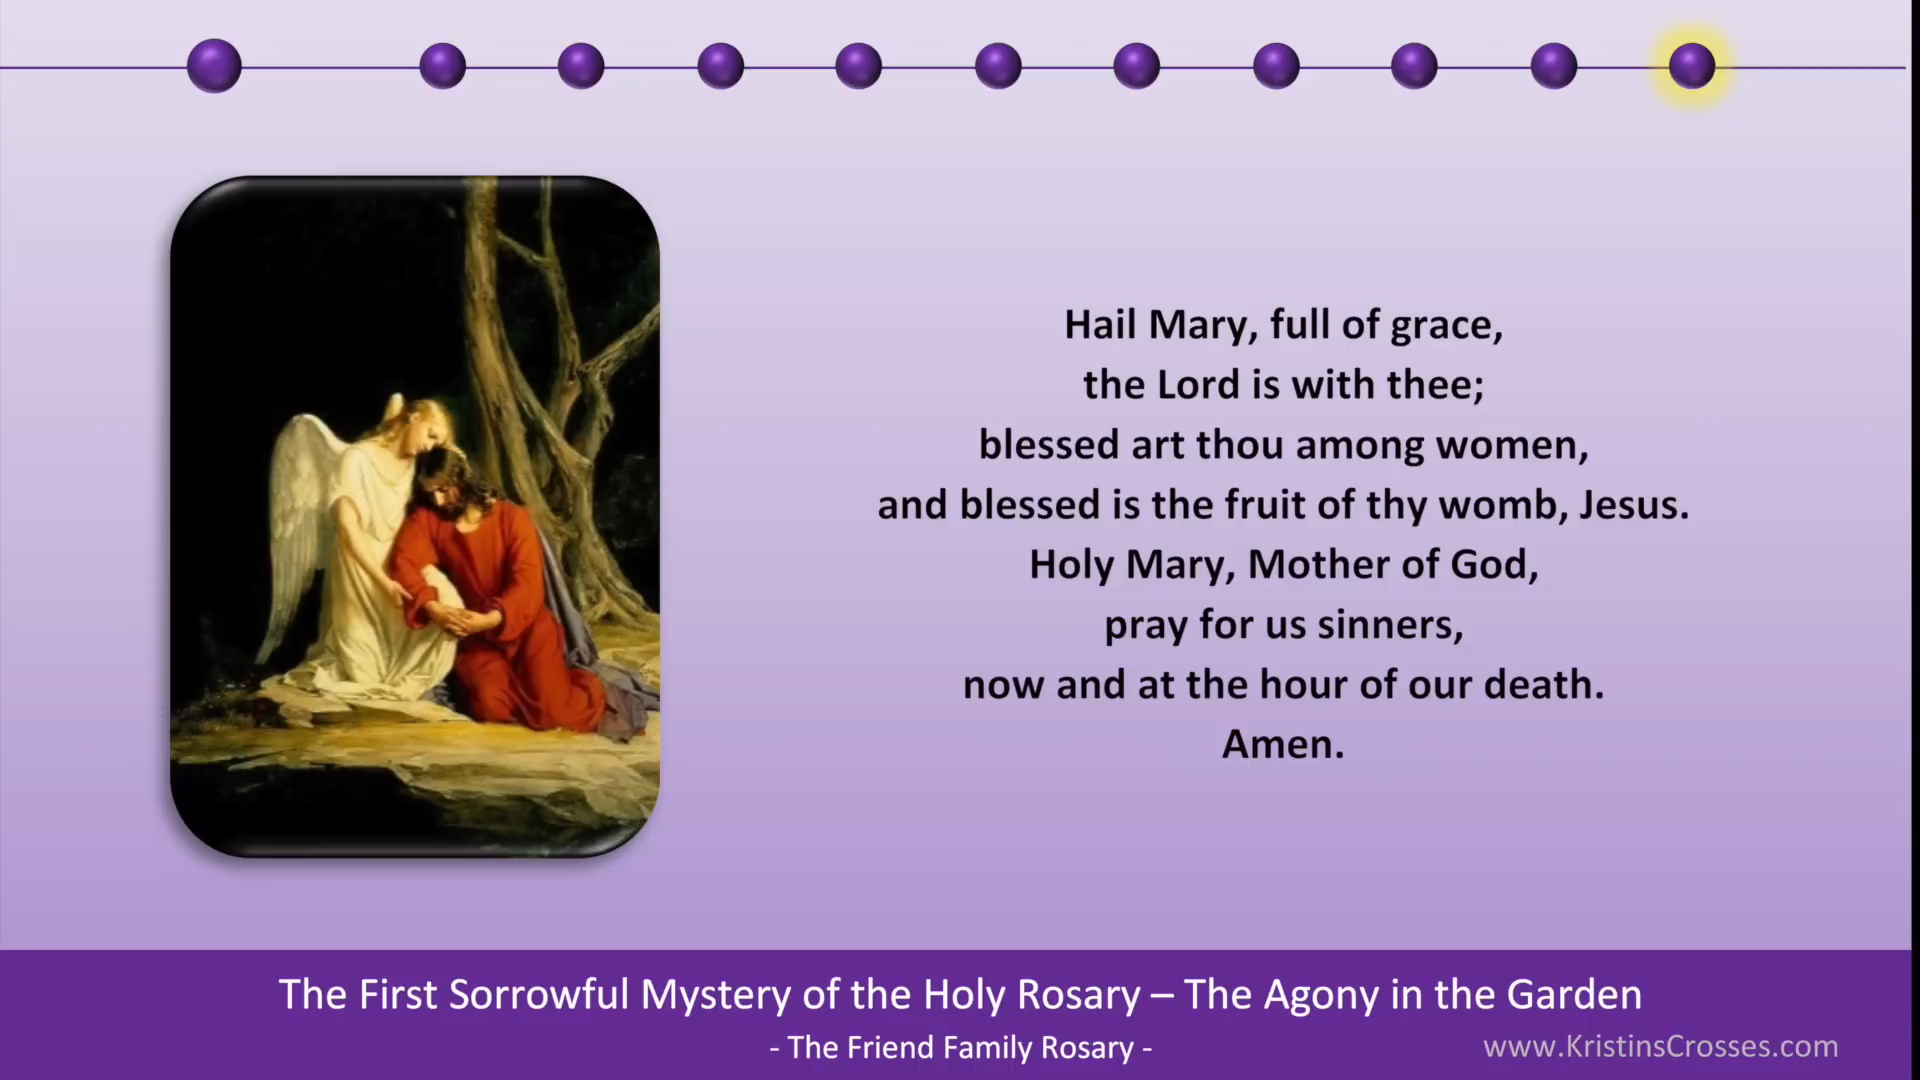 Hail Mary, full of grace,
the Lord is with thee;
blessed art thou among women,
and blessed is the fruit of thy womb, Jesus.
Holy Mary, Mother of God,
pray for us sinners,
now and at the hour of our death.
Amen.
The First Sorrowful Mystery of the Holy Rosary – The Agony in the Garden
- The Friend Family Rosary -
www.KristinsCrosses.com